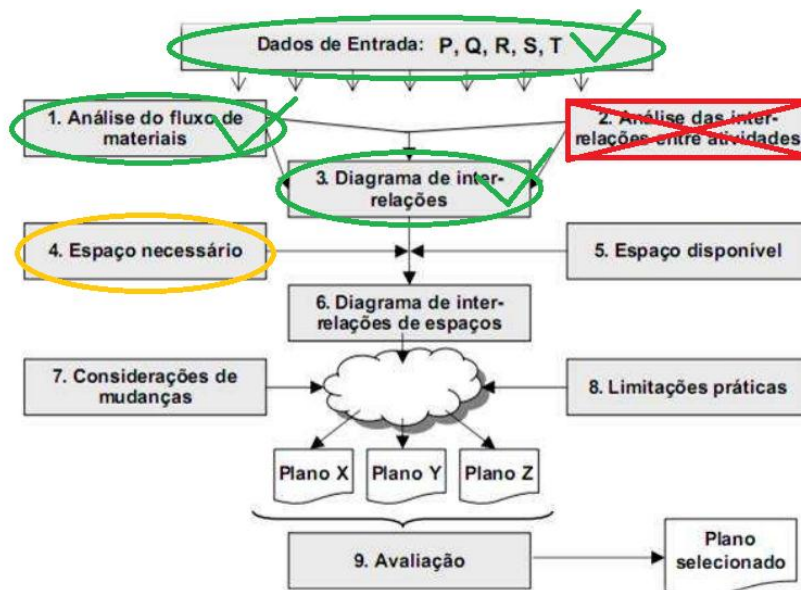 Dados de Entrada: P, Q, R, S, T
1. Análise do fluxo de
materiais
2. Análise das inter-
relações entre atividades
3. Diagrama de inter-
relações
4. Espaço necessário
5. Espaço disponível
6. Diagrama de inter-
relações de espaços
7. Considerações de
mudanças
8. Limitações práticas
Plano X
Plano Y
Plano Z
9. Avaliação
Plano
selecionado